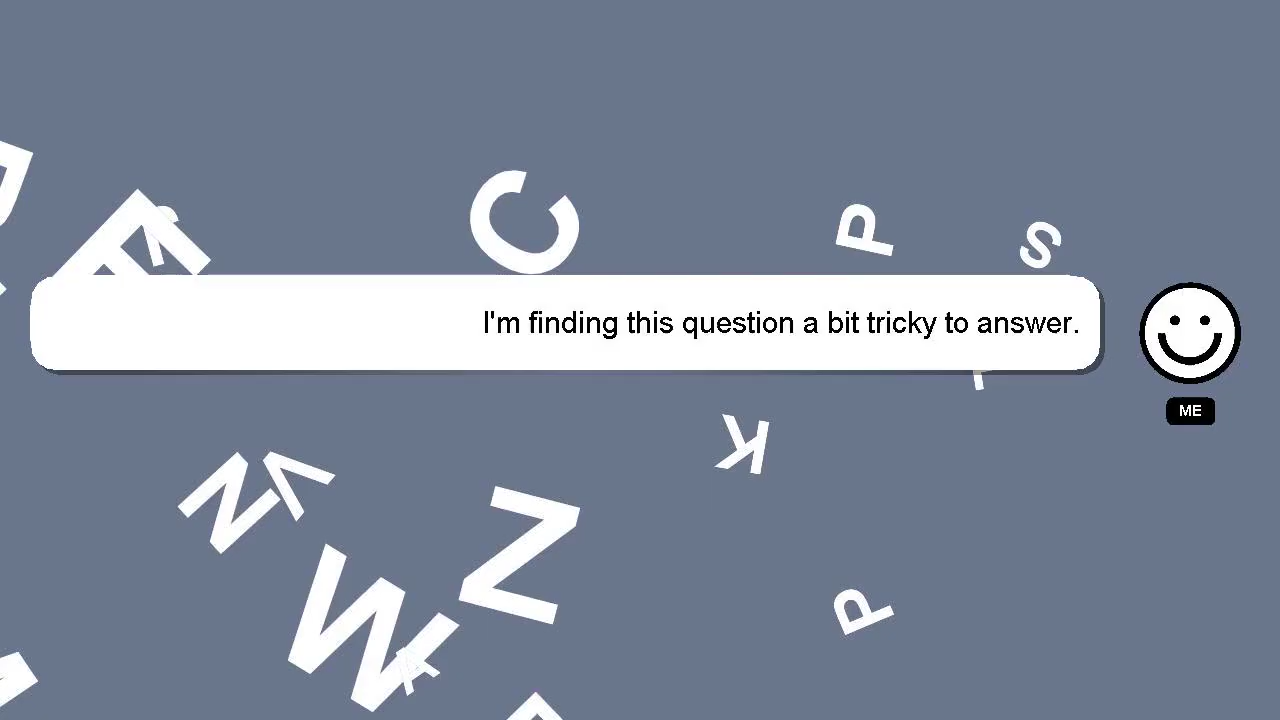 C
P
S
E
I'm finding this question a bit tricky to answer.
ME
K
N
V
Z
W
A
P